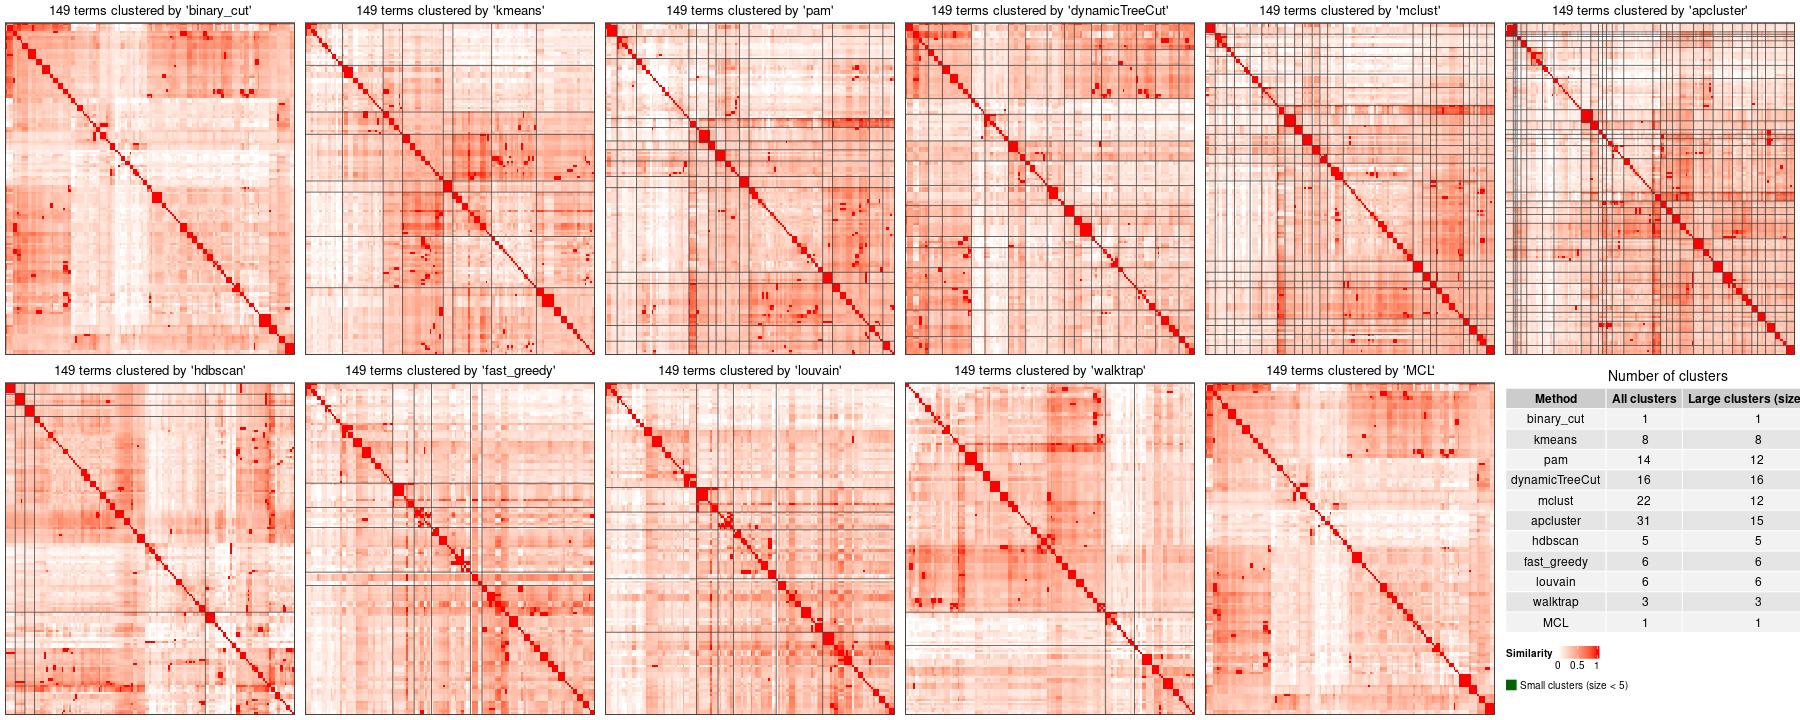 149 terms clustered by 'binary_cut'
149 terms clustered by 'kmeans'
149 terms clustered by 'pam'
149 terms clustered by 'dynamicTreeCut'
149 terms clustered by 'mclust'
149 terms clustered by 'apcluster'
149 terms clustered by 'hdbscan'
149 terms clustered by 'fast_greedy'
149 terms clustered by 'louvain'
149 terms clustered by 'walktrap'
149 terms clustered by 'MCL'
Number of clusters
Method All clusters Large clusters (size
binary_cut 1 1
kmeans 8 8
pam 14 12
dynamicTreeCut 16 16
mclust 22 12
apcluster 31 15
hdbscan 5 5
fast_greedy 6 6
louvain 6 6
walktrap 3 3
MCL 1 1
Similarity
0 0.5 1
Small clusters (size < 5)